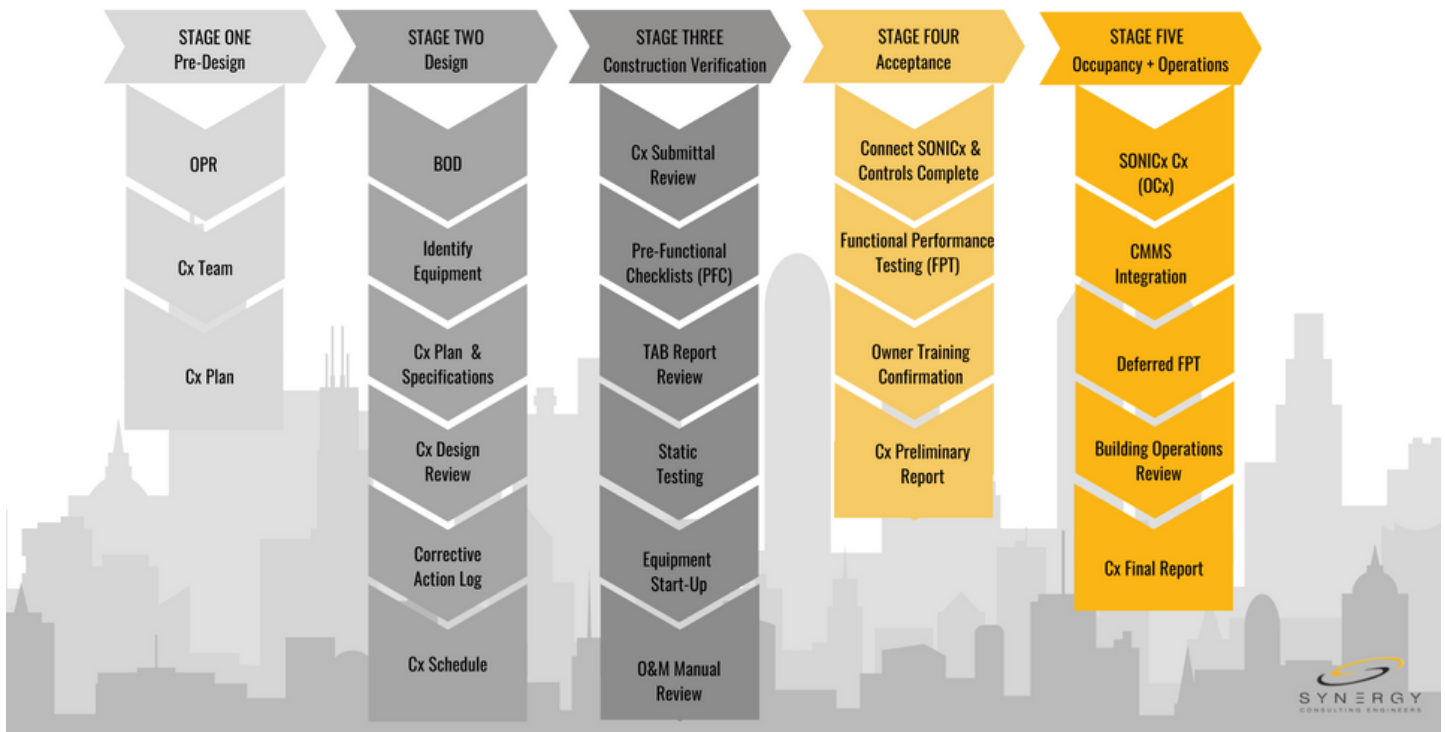 STAGE ONE
Pre-Design
OPR
Cx Team
Cx Plan
STAGE TWO
Design
BOD
Identify
Equipment
Cx Plan &
Specifications
Cx Design
Review
Corrective
Action Log
Cx Schedule
STAGE THREE
Construction Verification
Cx Submittal
Review
Pre-Functional
Checklists (PFC)
TAB Report
Review
Static
Testing
Equipment
Start-Up
O&M Manual
Review
STAGE FOUR
Acceptance
Connect SONICx &
Controls Complete
Functional Performance
Testing (FPT)
Owner Training
Confirmation
Cx Preliminary
Report
STAGE FIVE
Occupancy + Operations
SONICx Cx
(OCx)
CMMS
Integration
Deferred FPT
Building Operations
Review
Cx Final Report
SYNERGY
CONSULTING ENGINEERS